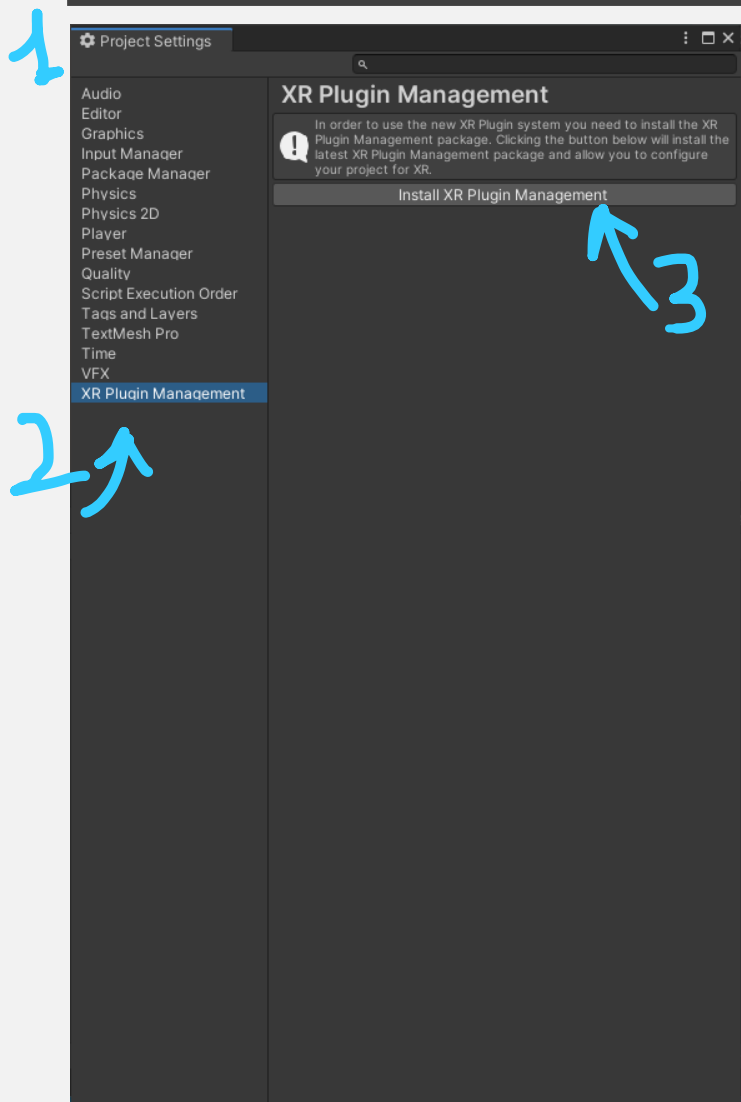 1
Project Settings
XR Plugin Management
In order to use the new XR Plugin system you need to install the XR
Plugin Management package. Clicking the button below will install the
latest XR Plugin Management package and allow you to configure
your project for XR.
Install XR Plugin Management
3
Audio
Editor
Graphics
Input Manager
Package Manager
Physics
Physics 2D
Player
Preset Manager
Quality
Script Execution Order
Tags and Layers
TextMesh Pro
Time
VFX
XR Plugin Management
2